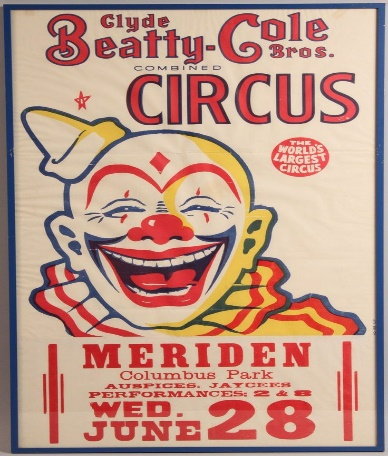 Clyde
Beatty-Cole
Bros.
COMBINED
CIRCUS
THE
WORLD'S
LARGEST
CIRCUS
MERIDEN
Columbus Park
AUSPICES. JAYCEES
PERFORMANCES: 2 & 8
WED.
JUNE 28